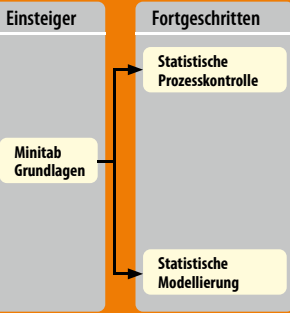 Einsteiger
Fortgeschritten
Statistische
Prozesskontrolle
Minitab
Grundlagen
Statistische
Modellierung